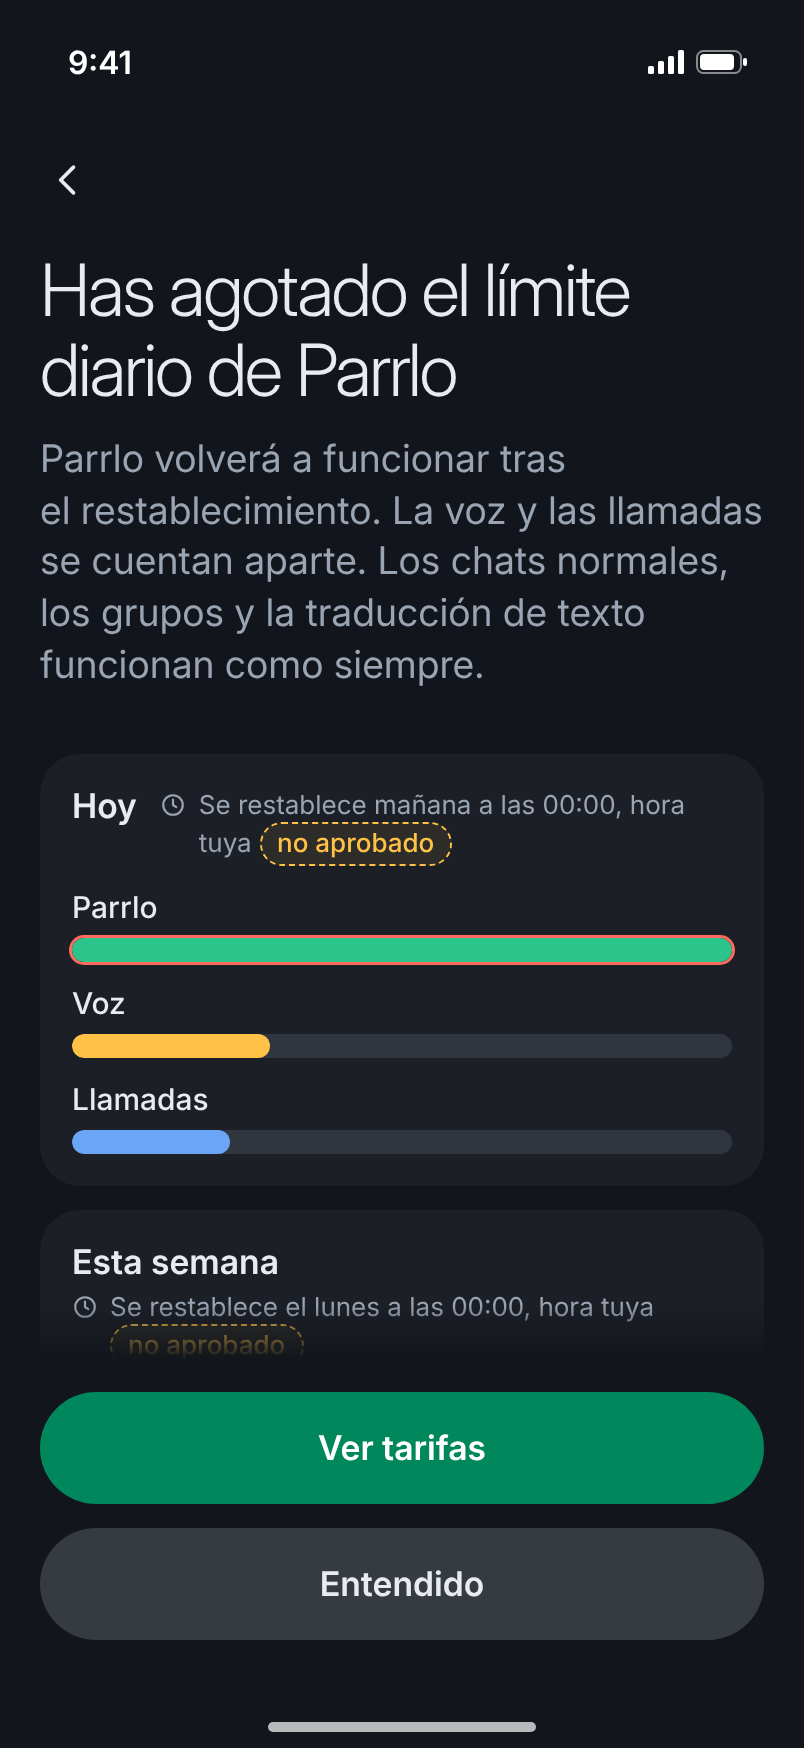 9:41
Has agotado el límite
diario de Parrlo
Parrlo volverá a funcionar tras
el restablecimiento. La voz y las llamadas
se cuentan aparte. Los chats normales,
los grupos y la traducción de texto
funcionan como siempre.
Hoy Se restablece mañana a las 00:00, hora
tuya no aprobado
Parrlo
Voz
Llamadas
Esta semana
Se restablece el lunes a las 00:00, hora tuya
no aprobado
Ver tarifas
Entendido